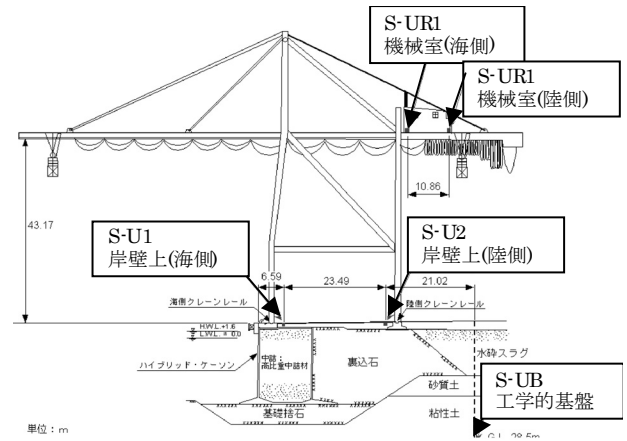 S-UR1
機械室(海側)
S-UR1
機械室(陸側)
10.86
43.17
S-U1
岸壁上(海側)
S-U2
岸壁上(陸側)
6.59
23.49
21.02
海側クレーンレール
陸側クレーンレール
H.W.L.+1.6
L.W.L.± 0.0
水砕スラグ
ハイブリッド・ケーソン
中詰:
高比重中詰材
裏込石
砂質土
S-UB
工学的基盤
基礎捨石
粘性土
単位:m
G.L.-28.5m